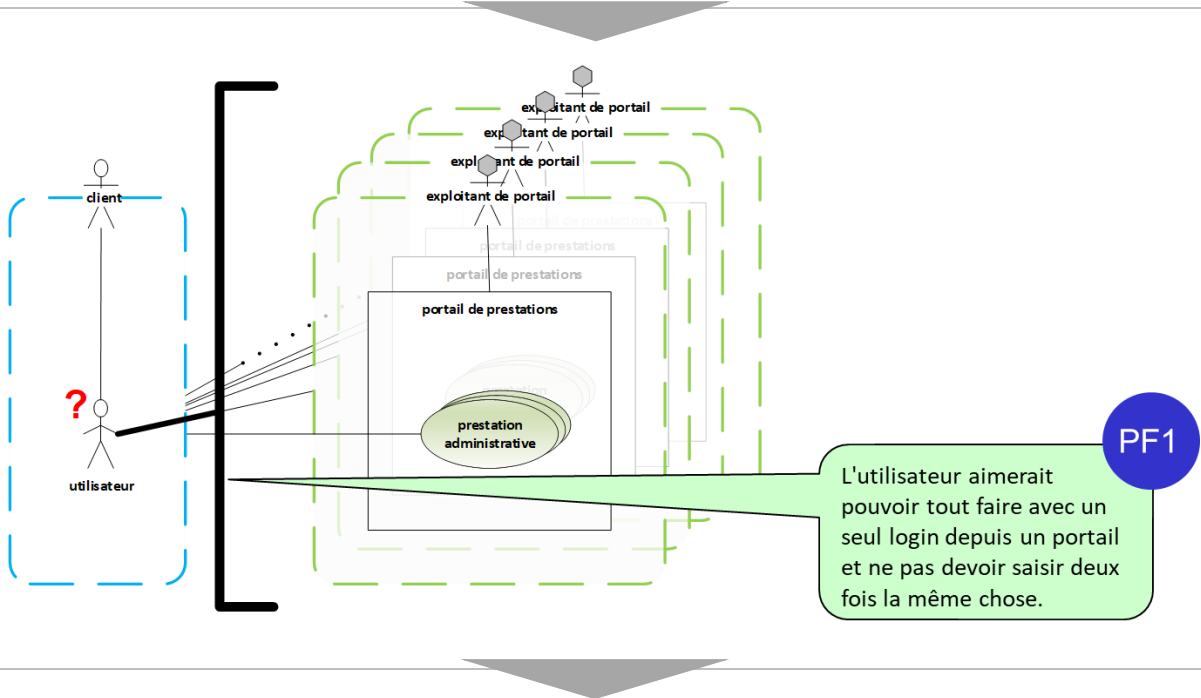 exploitant de portail
exploitant de portail
exploitant de portail
exploitant de portail
client
portail de prestations
portail de prestations
portail de prestations
portail de prestations
prestation
prestation
administrative
?
utilisateur
PF1
L'utilisateur aimerait
pouvoir tout faire avec un
seul login depuis un portail
et ne pas devoir saisir deux
fois la même chose.